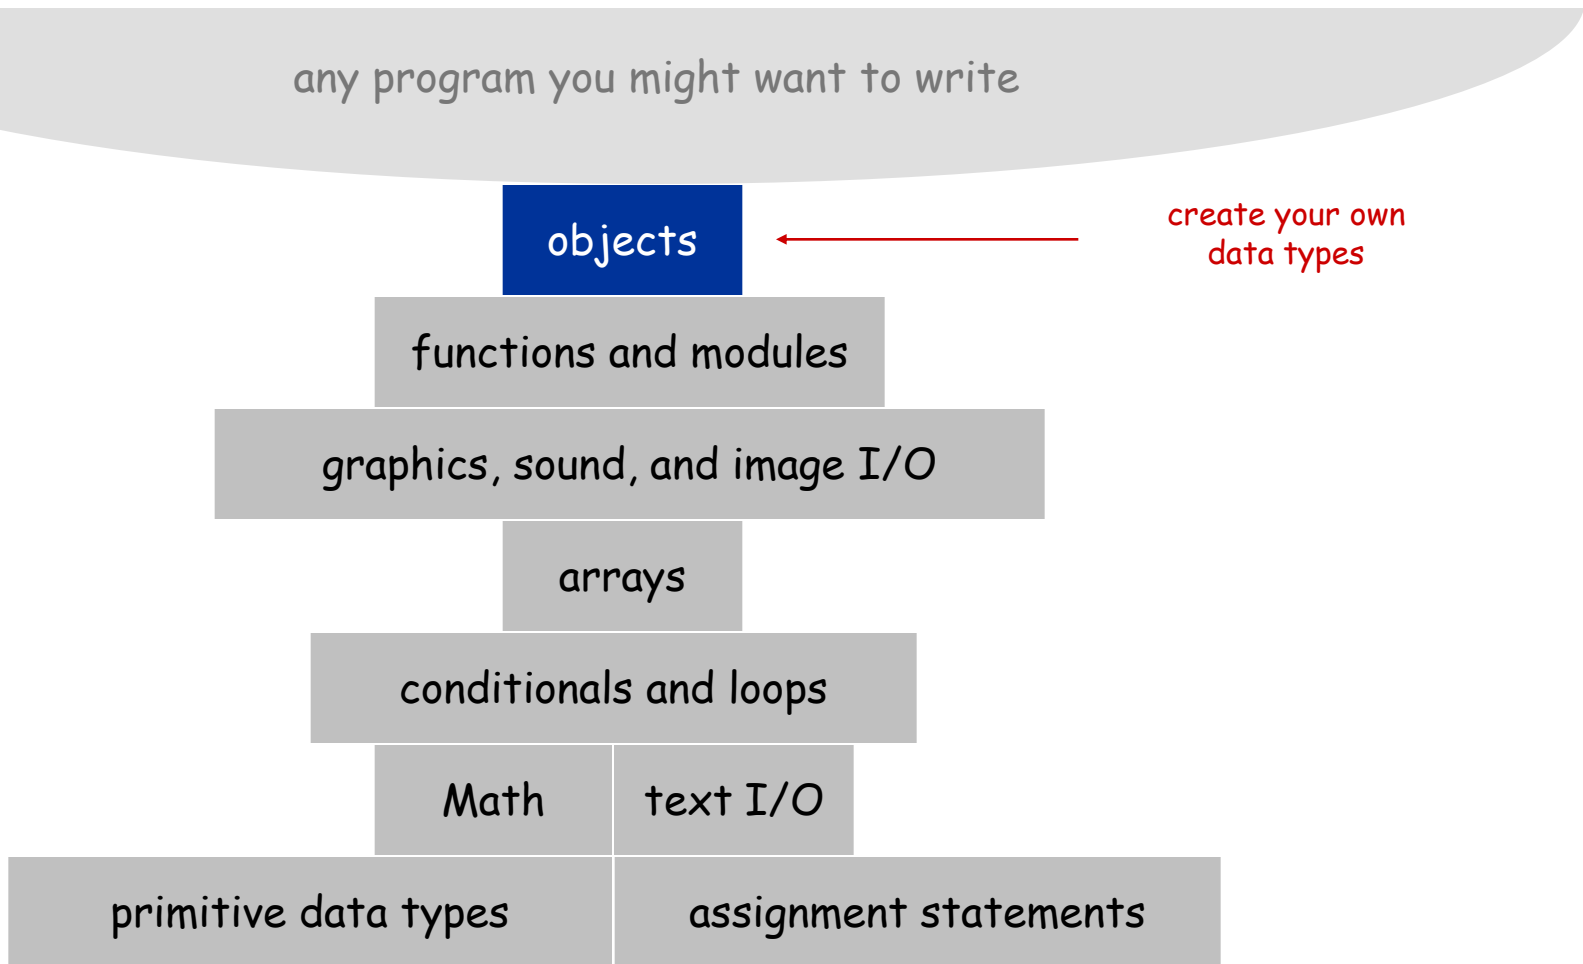 any program you might want to write
objects
create your own
data types
functions and modules
graphics, sound, and image I/O
arrays
conditionals and loops
Math
text I/O
primitive data types
assignment statements